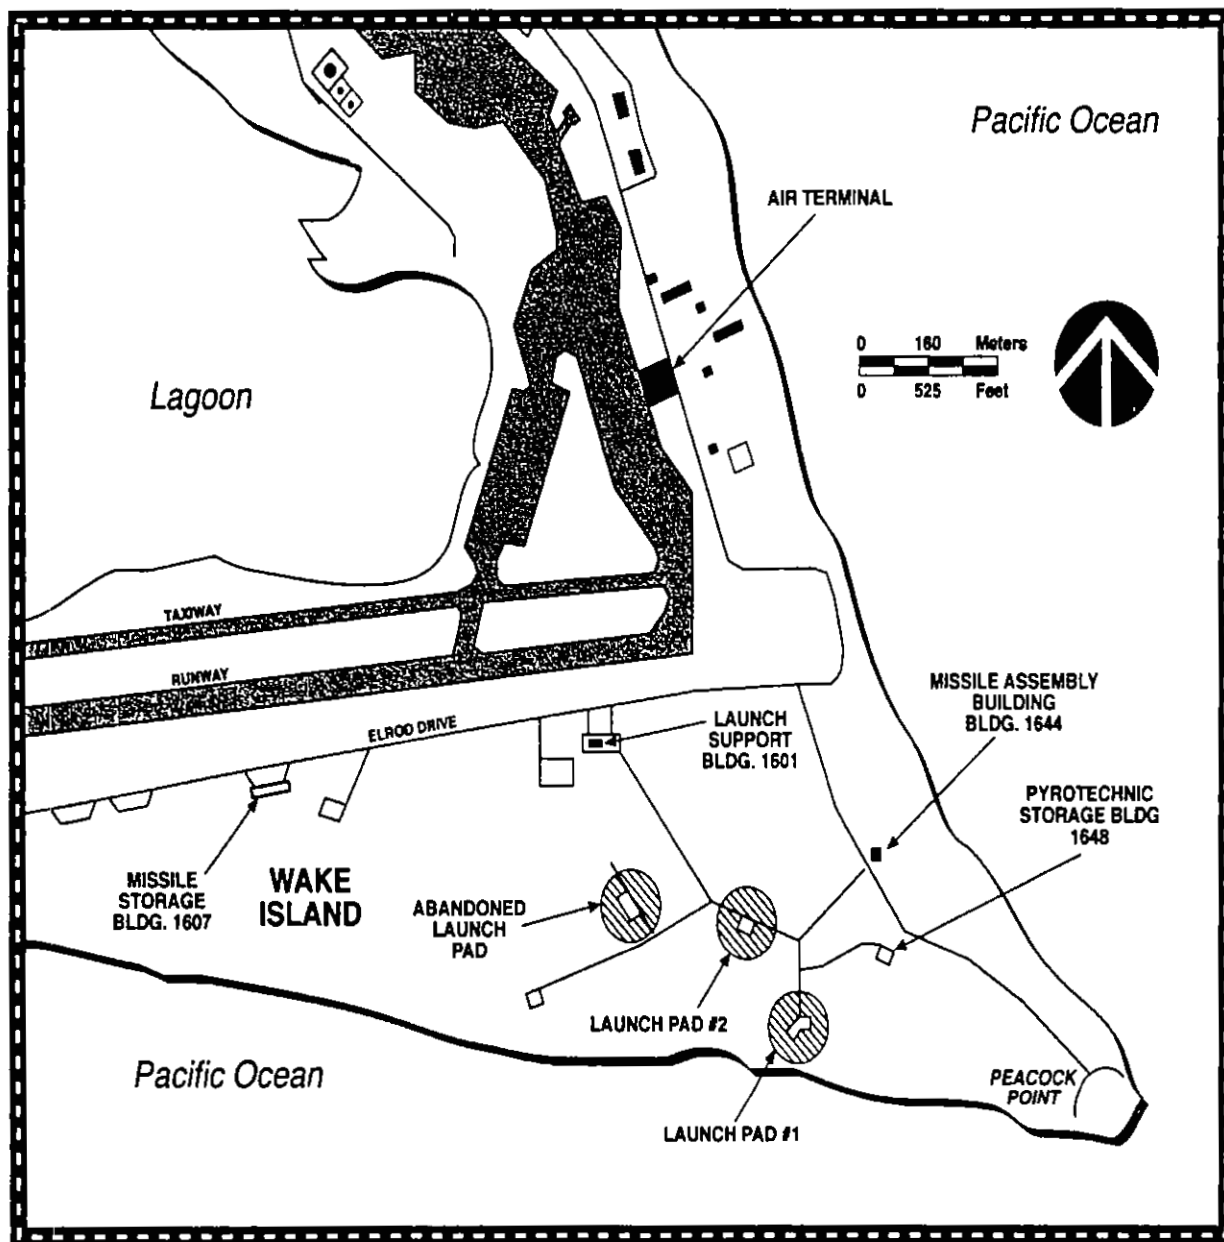 Pacific Ocean
AIR TERMINAL
0 160 Meters
0 525 Feet
Lagoon
TAXIWAY
RUNWAY
ELROD DRIVE
LAUNCH
SUPPORT
BLDG. 1601
MISSILE ASSEMBLY
BUILDING
BLDG. 1644
PYROTECHNIC
STORAGE BLDG
1648
MISSILE
STORAGE
BLDG. 1607
WAKE
ISLAND
ABANDONED
LAUNCH
PAD
LAUNCH PAD #2
Pacific Ocean
PEACOCK
POINT
LAUNCH PAD #1